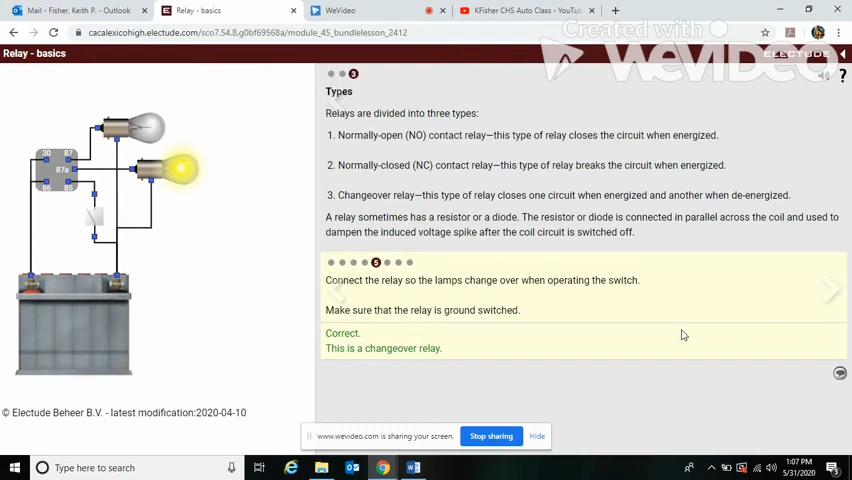 Mail - Fisher, Keith P. - Outlook
Relay - basics
WeVideo
KFisher CHS Auto Class - YouTu
cacalexicohigh.electude.com/sco7.54.8.g0bf69568a/module_45_bundlelesson_2412
Created with
WEVIDEO
Relay - basics
ELECTUDE
?
3
Types
Relays are divided into three types:
1. Normally-open (NO) contact relay—this type of relay closes the circuit when energized.
2. Normally-closed (NC) contact relay—this type of relay breaks the circuit when energized.
3. Changeover relay—this type of relay closes one circuit when energized and another when de-energized.
A relay sometimes has a resistor or a diode. The resistor or diode is connected in parallel across the coil and used to
dampen the induced voltage spike after the coil circuit is switched off.
30 87
87a
86 85
5
Connect the relay so the lamps change over when operating the switch.
Make sure that the relay is ground switched.
Correct.
This is a changeover relay.
© Electude Beheer B.V. - latest modification:2020-04-10
www.wevideo.com is sharing your screen.
Stop sharing
Hide
Type here to search
1:07 PM
5/31/2020
3